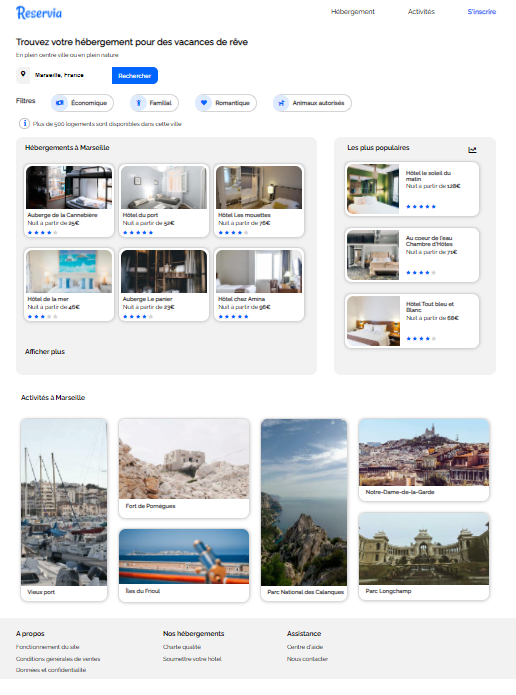 Reservia
Hébergement
Activités
S'inscrire
Trouvez votre hébergement pour des vacances de rêve
En plein centre ville ou en plein nature
Marseille, France
Rechercher
Filtres
Économique
Familial
Romantique
Animaux autorisés
Plus de 500 logements sont disponibles dans cette ville
Hébergements à Marseille
Auberge de la Cannebière
Nuit à partir de 25€
Hôtel du port
Nuit à partir de 52€
Hôtel Les mouettes
Nuit à partir de 76€
Hôtel de la mer
Nuit à partir de 46€
Auberge Le panier
Nuit à partir de 23€
Hôtel chez Amina
Nuit à partir de 96€
Afficher plus
Les plus populaires
Hôtel le soleil du
matin
Nuit à partir de 128€
Au coeur de l'eau
Chambre d'Hôtes
Nuit à partir de 71€
Hôtel Tout bleu et
Blanc
Nuit à partir de 68€
Activités à Marseille
Vieux port
Fort de Pomègues
Îles du Frioul
Parc National des Calanques
Notre-Dame-de-la-Garde
Parc Longchamp
A propos
Fonctionnement du site
Conditions générales de ventes
Données et confidentialité
Nos hébergements
Charte qualité
Soumettre votre hôtel
Assistance
Centre d'aide
Nous contacter